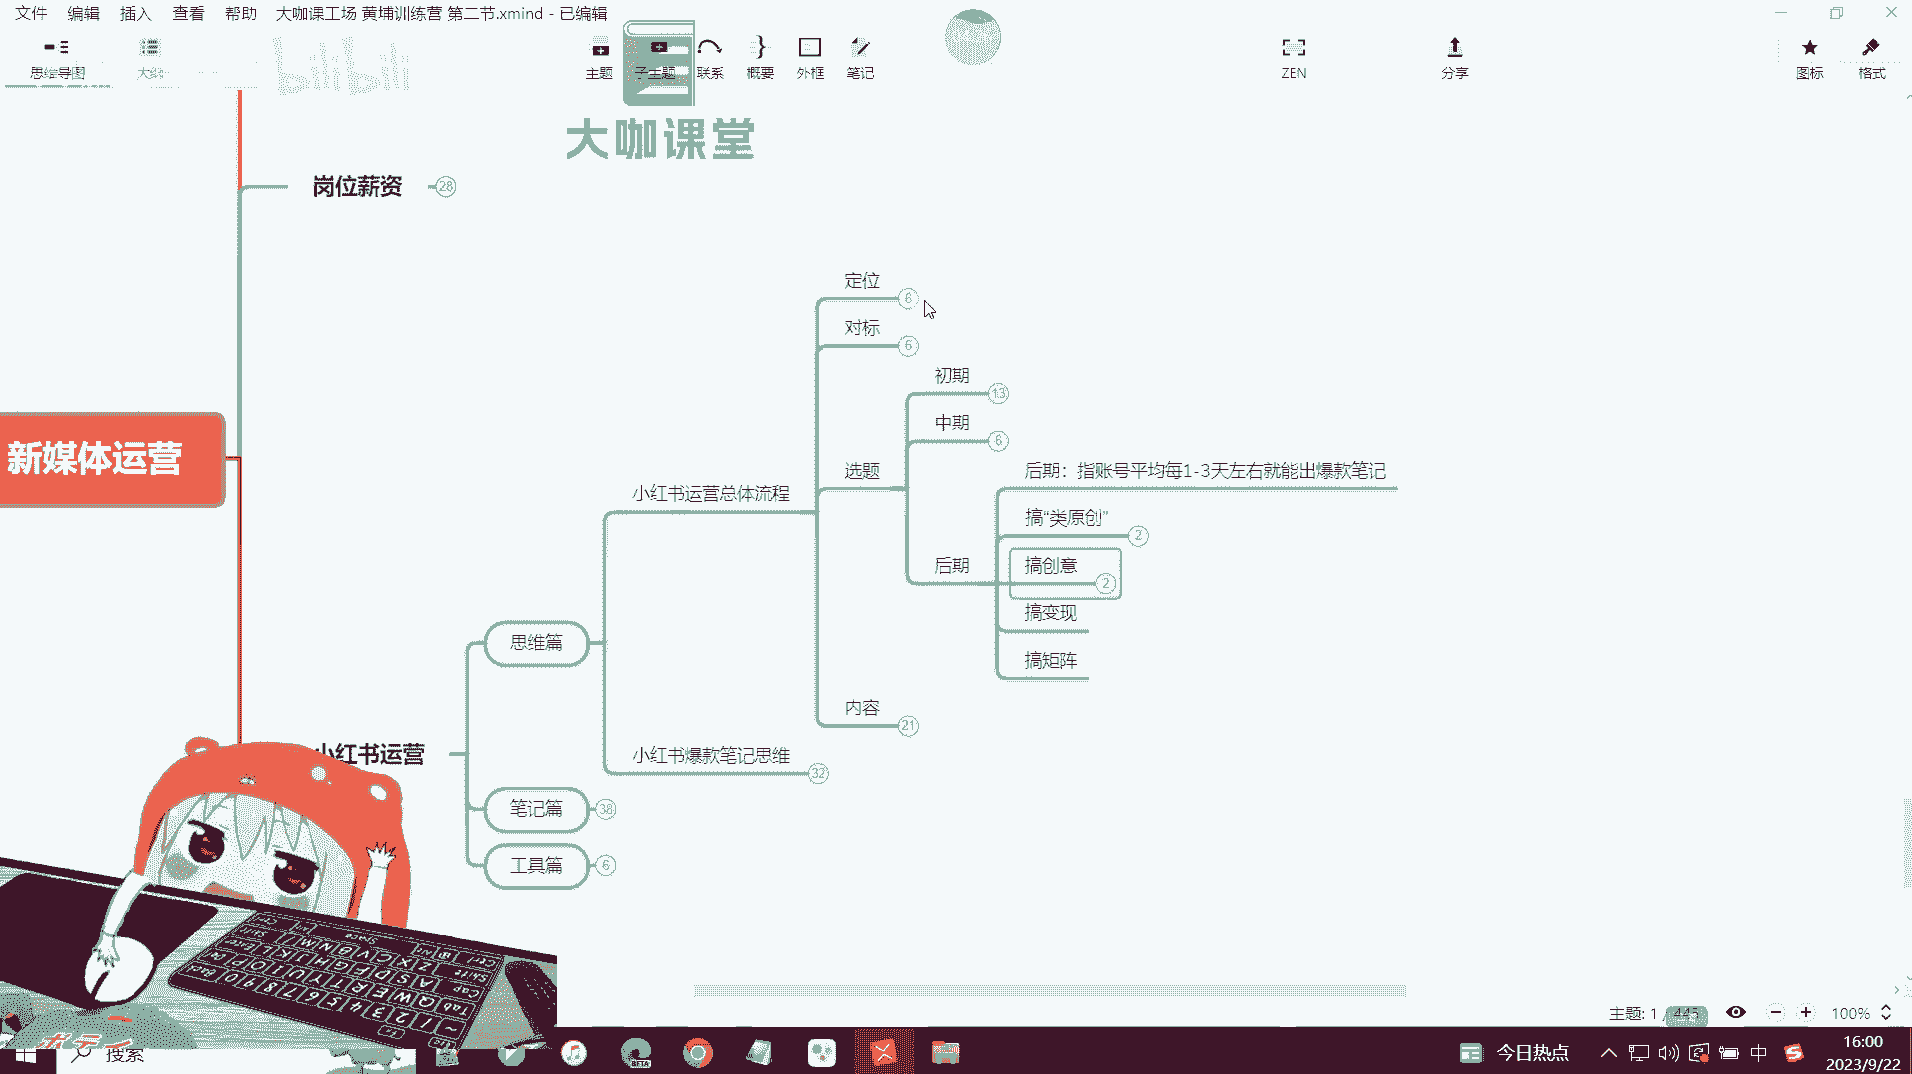 文件 编辑 插入 查看 帮助 大咖课工场 黄埔训练营 第二节.xmind - 已编辑
思维导图 大纲 主题 子主题 联系 概要 外框 笔记 ZEN 分享 图标 格式
bilibili
大咖课堂
岗位薪资 28
定位 6
对标 6
初期 13
中期 6
选题
后期：指账号平均每1-3天左右就能出爆款笔记
新媒体运营
小红书运营总体流程
搞“类原创” 2
后期
搞创意 2
搞变现
思维篇
搞矩阵
内容 21
小红书运营
小红书爆款笔记思维 32
笔记篇 38
工具篇 6
主题: 1 / 445 100%
搜索
BETA
今日热点
中
16:00
2023/9/22